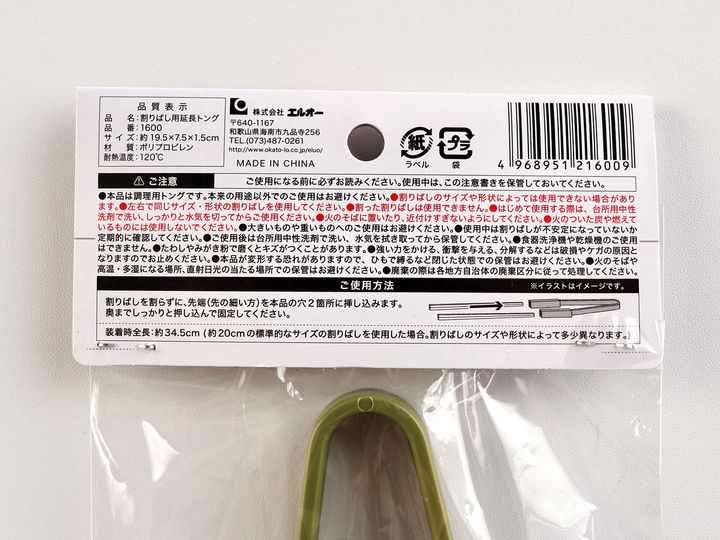 品質表示
品 名：割りばし用延長トング
品 番：1600
サイズ：約19.5×7.5×1.5cm
材 質：ポリプロピレン
耐熱温度：120℃
株式会社 エルオー
〒640-1167
和歌山県海南市九品寺256
TEL.(073)487-0261
http://www.okato-lo.co.jp/eluo/
MADE IN CHINA
紙
ラベル
プラ
袋
4 968951 216009
ご注意
ご使用になる前に必ずお読みください。使用中は、この注意書きを保管しておいてください。
●本品は調理用トングです。本来の用途以外でのご使用はお避けください。●割りばしのサイズや形状によっては使用できない場合があり
ます。●左右で同じサイズ・形状の割りばしを使用してください。●割った割りばしは使用できません。●はじめて使用する際は、台所用中性
洗剤で洗い、しっかりと水気を切ってからご使用ください。●火のそばに置いたり、近付けすぎないようにしてください。●火のついた炭や燃えて
いるものには使用しないでください。●大きいものや重いものへのご使用はお避けください。●使用中は割りばしが不安定になっていないか
定期的に確認してください。●ご使用後は台所用中性洗剤で洗い、水気を拭き取ってから保管してください。●食器洗浄機や乾燥機のご使用
はできません。●たわしやみがき粉で磨くとキズがつくことがあります。●強い力をかける、衝撃を与える、分解するなどは破損やケガの原因と
なりますのでお止めください。●本品が変形する恐れがありますので、ひもで縛るなど閉じた状態での保管はお避けください。●火のそばや
高温・多湿になる場所、直射日光の当たる場所での保管はお避けください。●廃棄の際は各地方自治体の廃棄区分に従って処理してください。
ご使用方法
※イラストはイメージです。
割りばしを割らずに、先端(先の細い方)を本品の穴2箇所に挿し込みます。
奥までしっかりと押し込んで固定してください。
装着時全長：約34.5cm(約20cmの標準的なサイズの割りばしを使用した場合。割りばしのサイズや形状によって多少異なります。)